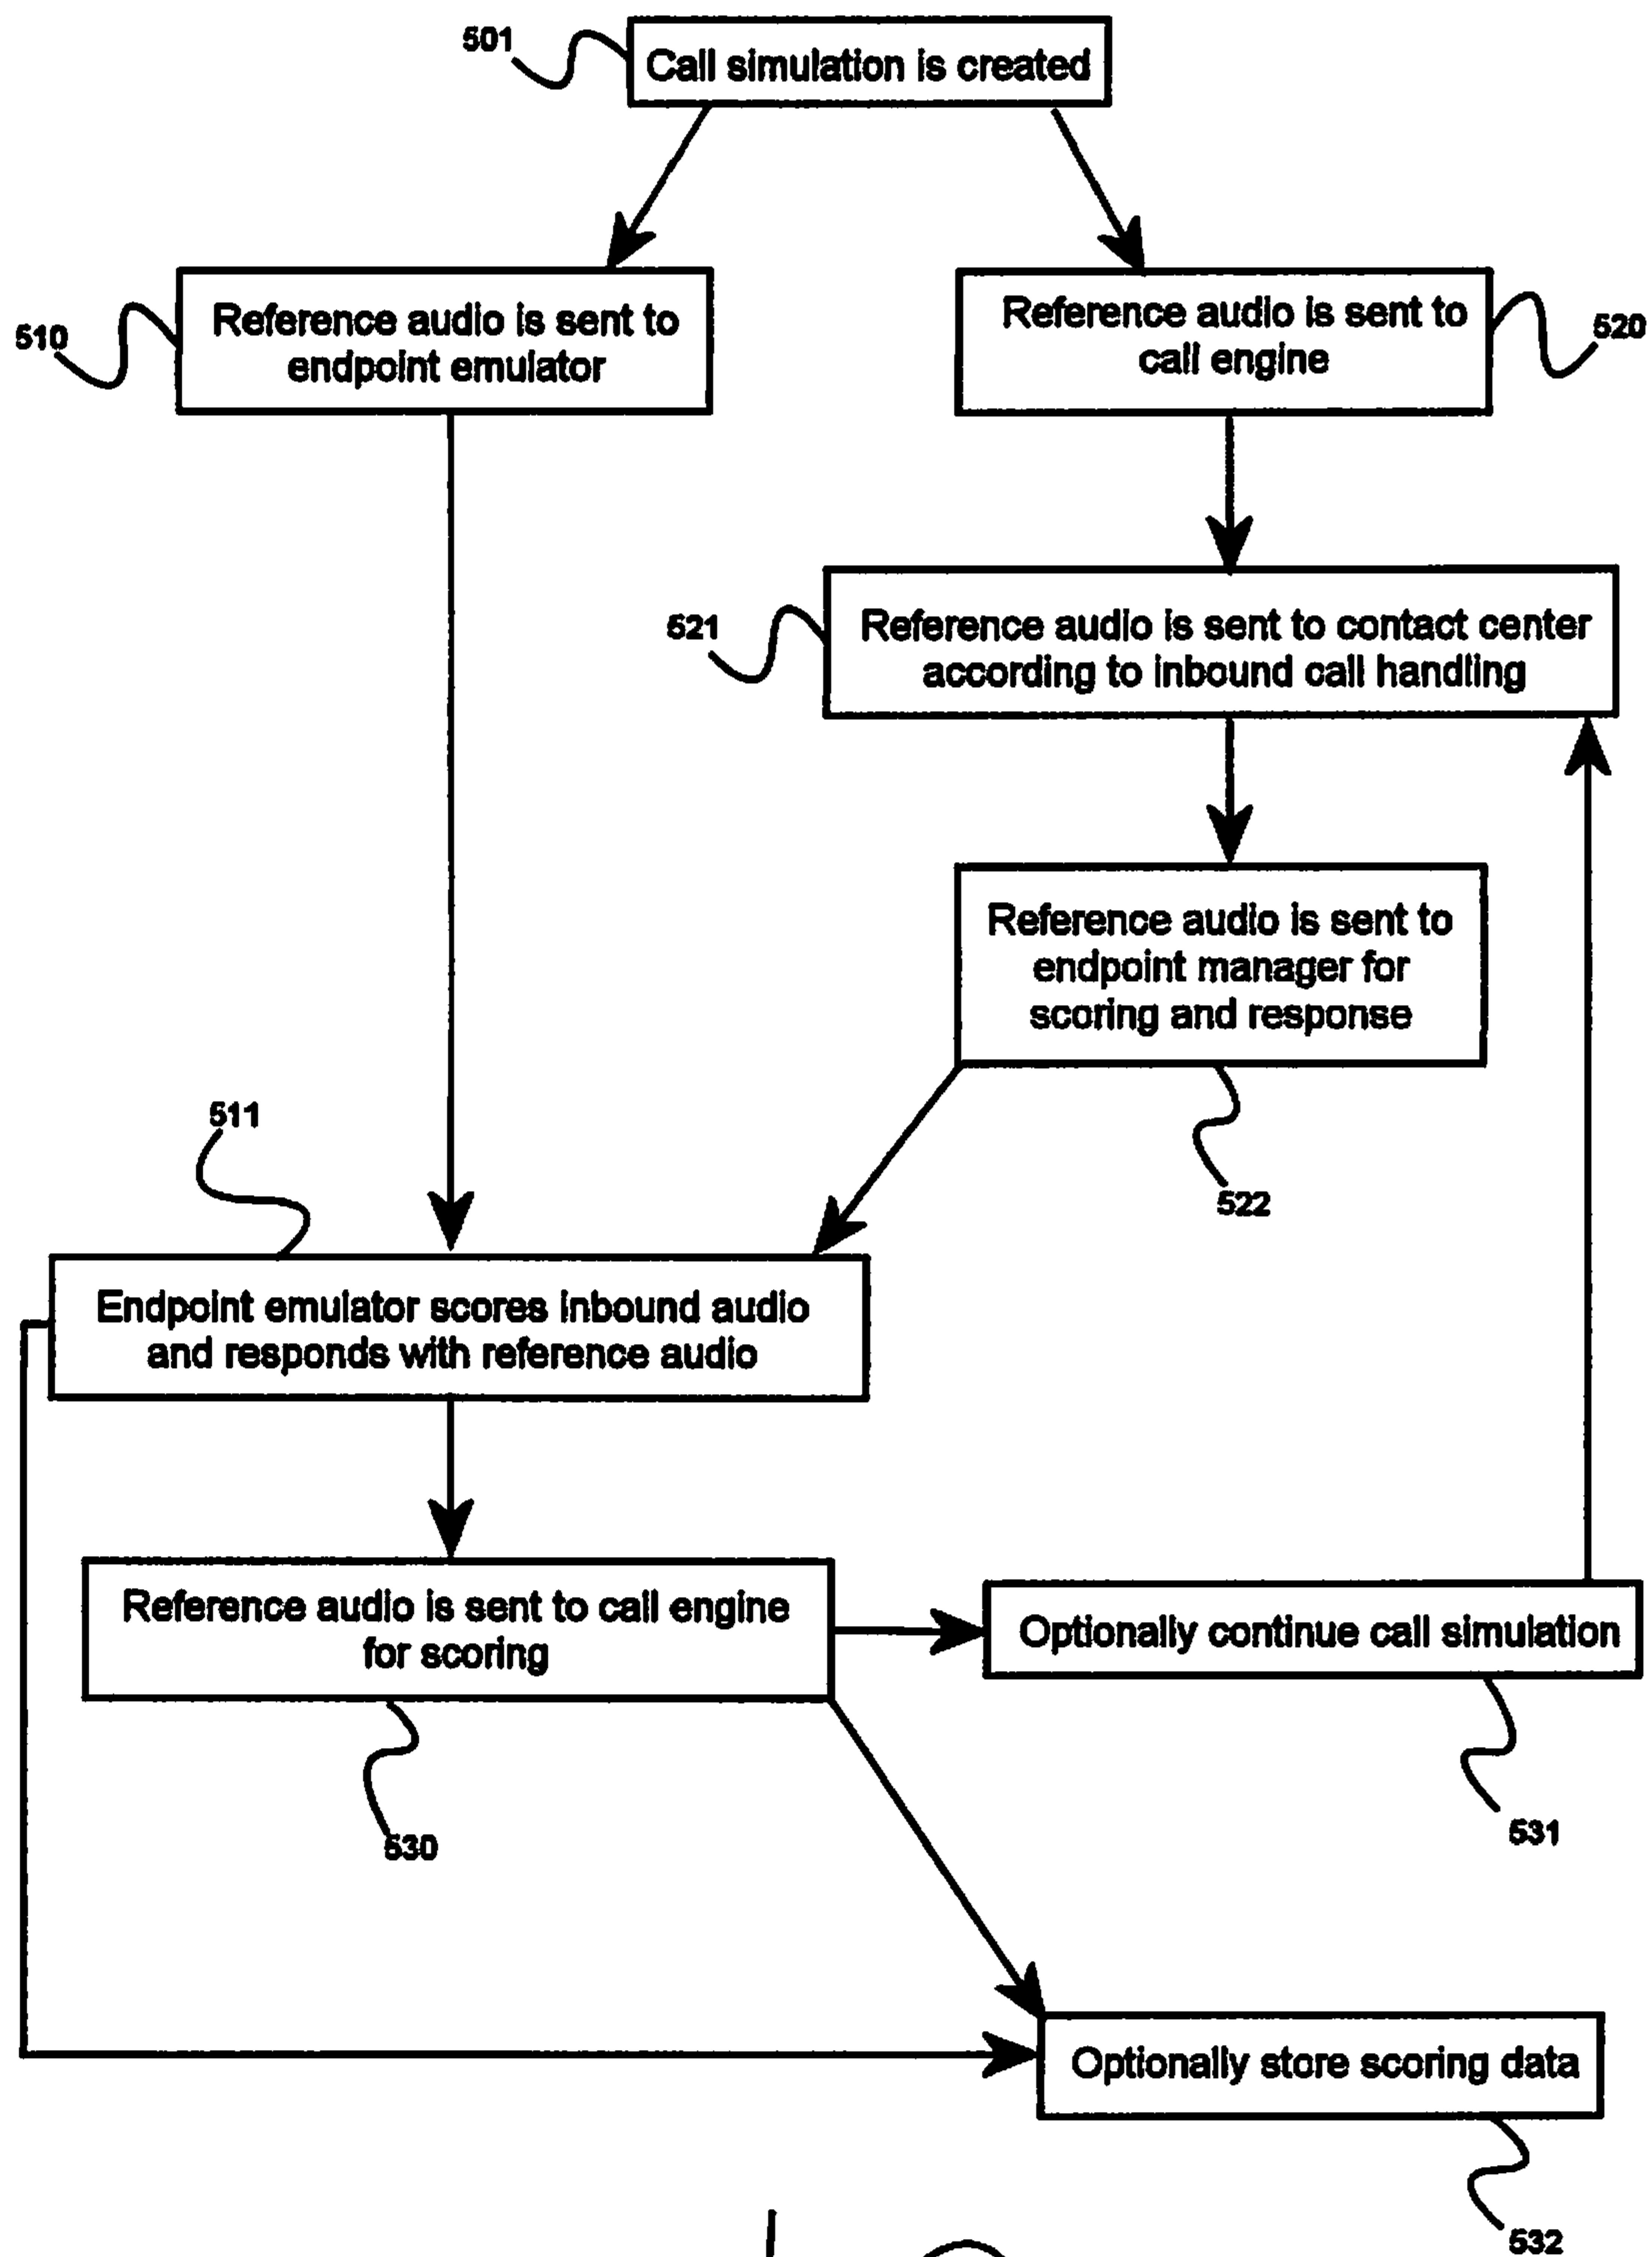 501
Call simulation is created
510
Reference audio is sent to
endpoint emulator
Reference audio is sent to
call engine
520
521
Reference audio is sent to contact center
according to inbound call handling
Reference audio is sent to
endpoint manager for
scoring and response
511
522
Endpoint emulator scores inbound audio
and responds with reference audio
Reference audio is sent to call engine
for scoring
Optionally continue call simulation
530
531
Optionally store scoring data
532